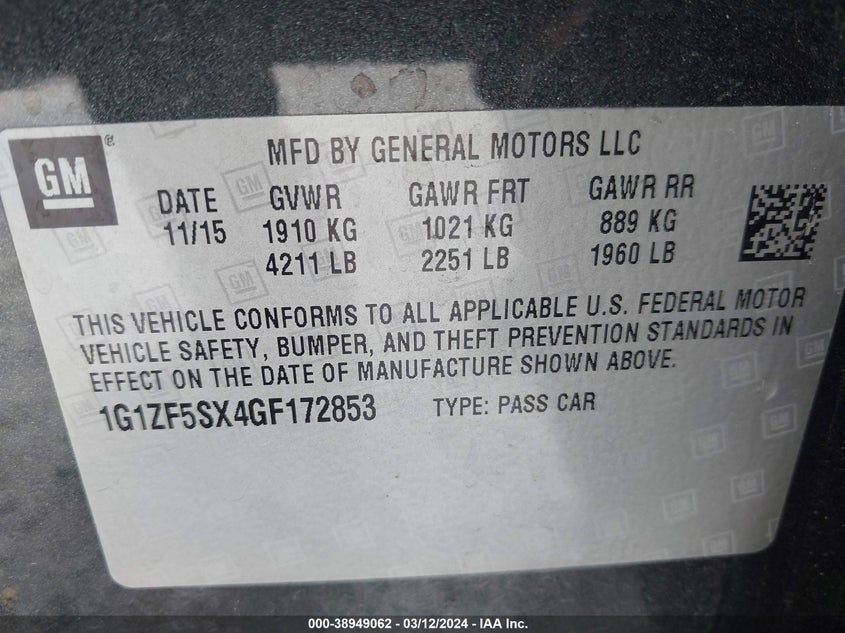 GM ®
MFD BY GENERAL MOTORS LLC
DATE GVWR GAWR FRT GAWR RR
11/15 1910 KG 1021 KG 889 KG
4211 LB 2251 LB 1960 LB
THIS VEHICLE CONFORMS TO ALL APPLICABLE U.S. FEDERAL MOTOR
VEHICLE SAFETY, BUMPER, AND THEFT PREVENTION STANDARDS IN
EFFECT ON THE DATE OF MANUFACTURE SHOWN ABOVE.
1G1ZF5SX4GF172853 TYPE: PASS CAR
000-38949062 - 03/12/2024 - IAA Inc.